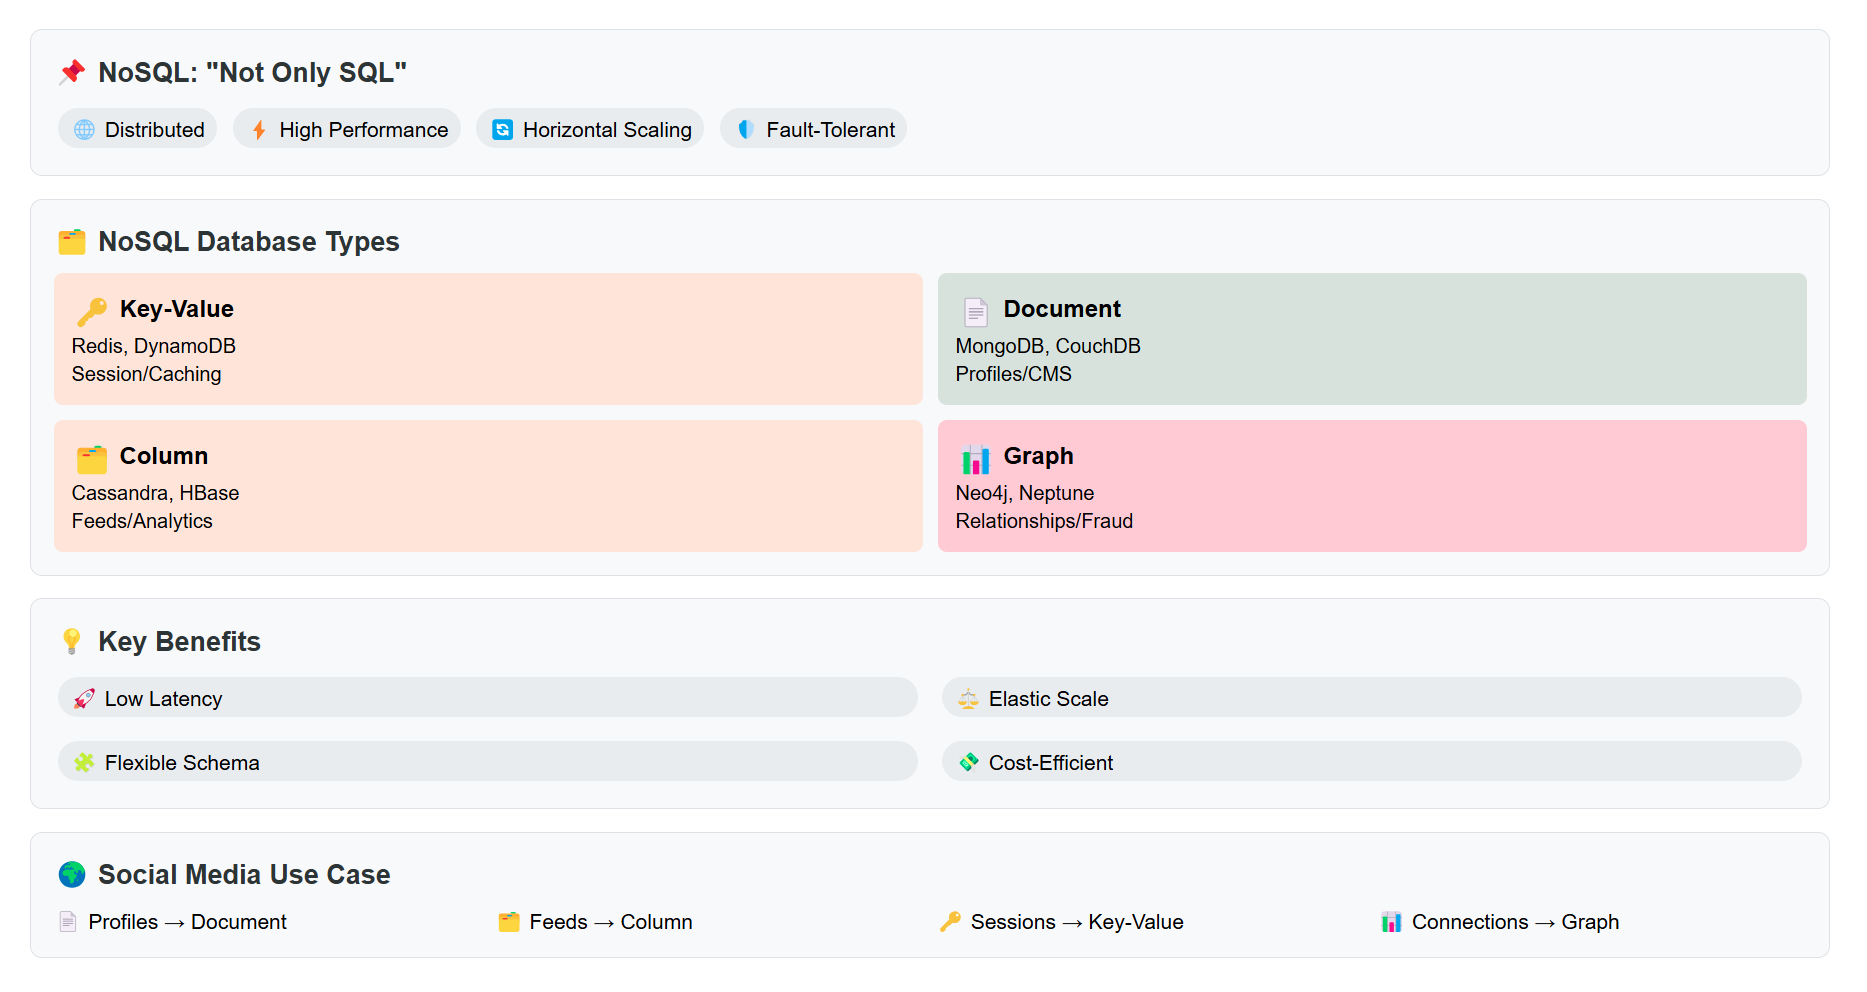 NoSQL: "Not Only SQL"
Distributed
High Performance
Horizontal Scaling
Fault-Tolerant
NoSQL Database Types
Key-Value
Redis, DynamoDB
Session/Caching
Document
MongoDB, CouchDB
Profiles/CMS
Column
Cassandra, HBase
Feeds/Analytics
Graph
Neo4j, Neptune
Relationships/Fraud
Key Benefits
Low Latency
Elastic Scale
Flexible Schema
Cost-Efficient
Social Media Use Case
Profiles → Document
Feeds → Column
Sessions → Key-Value
Connections → Graph